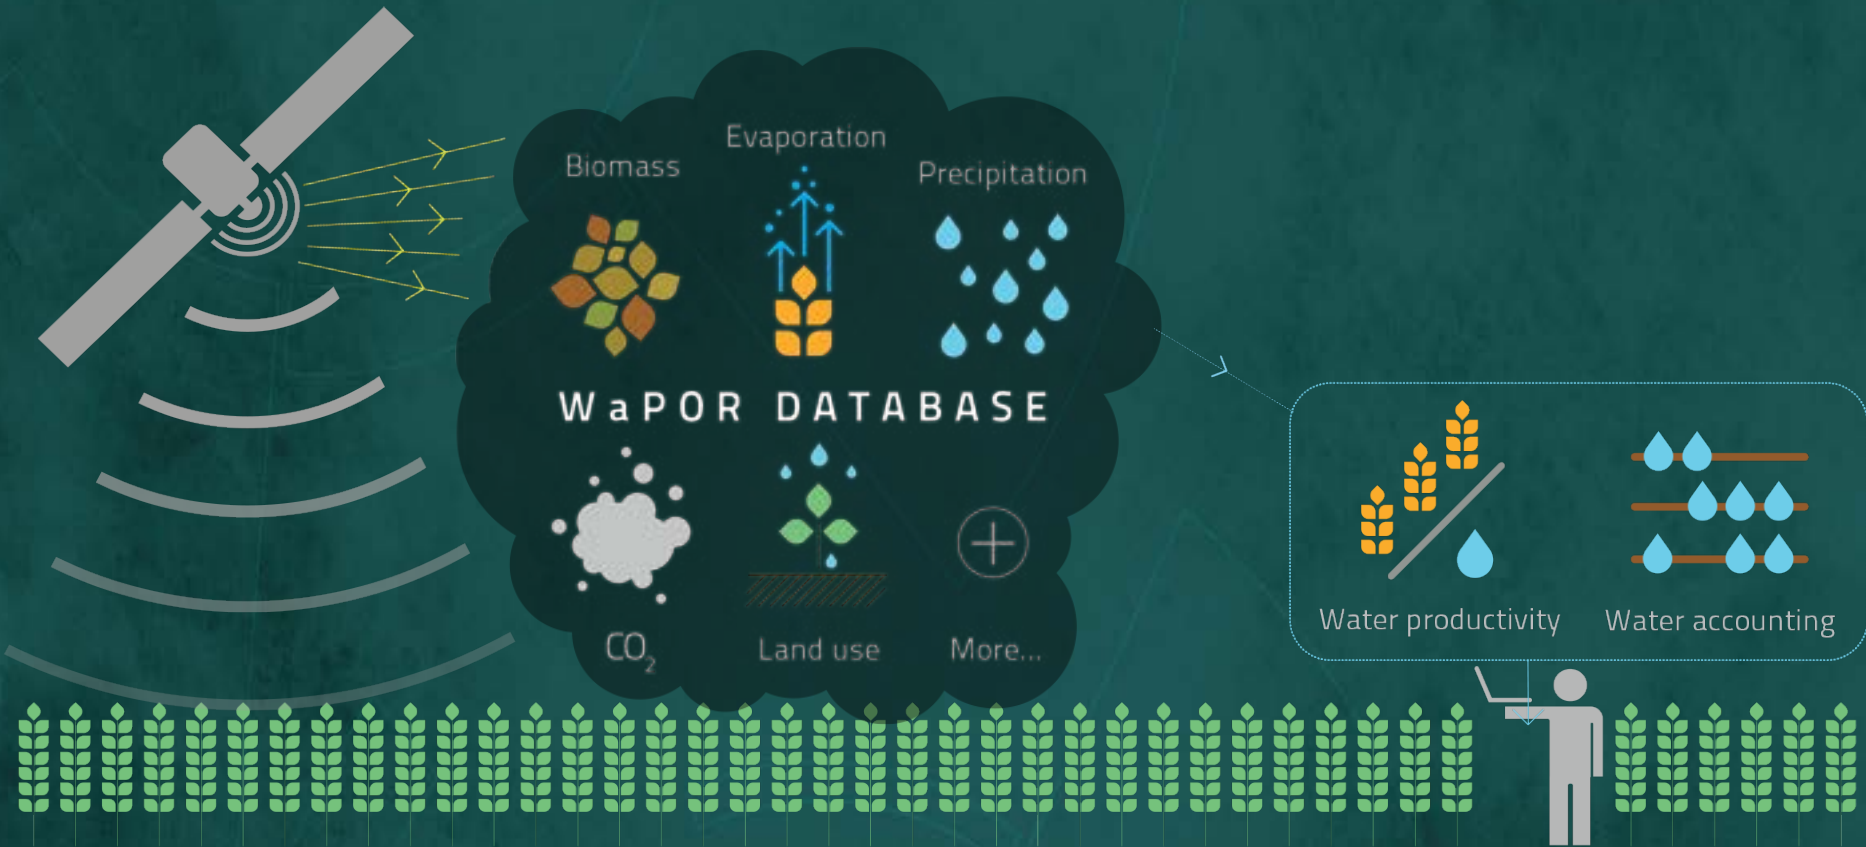 Evaporation
Biomass
Precipitation
WaPOR DATABASE
CO₂
Land use
More...
Water productivity
Water accounting